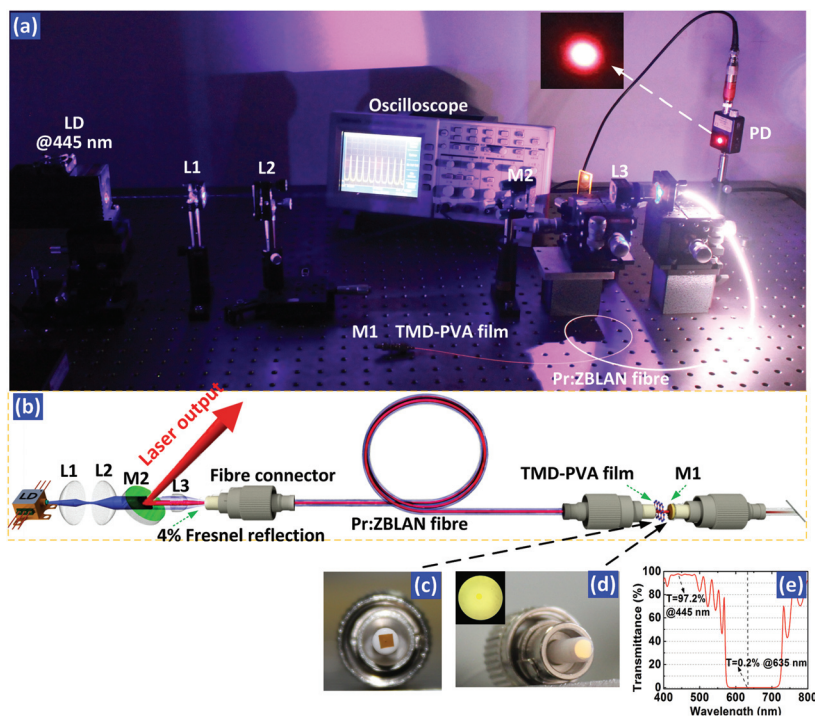 (a)
LD
@445 nm
L1
L2
Oscilloscope
M2
L3
PD
M1
TMD-PVA film
Pr:ZBLAN fibre
(b)
Laser output
L1
L2
M2
L3
LD
Fibre connector
4% Fresnel reflection
Pr:ZBLAN fibre
TMD-PVA film
M1
(c)
(d)
(e)
Transmittance (%)
100
80
60
40
20
0
T=97.2%
@445 nm
T=0.2% @635 nm
400 500 600 700 800
Wavelength (nm)